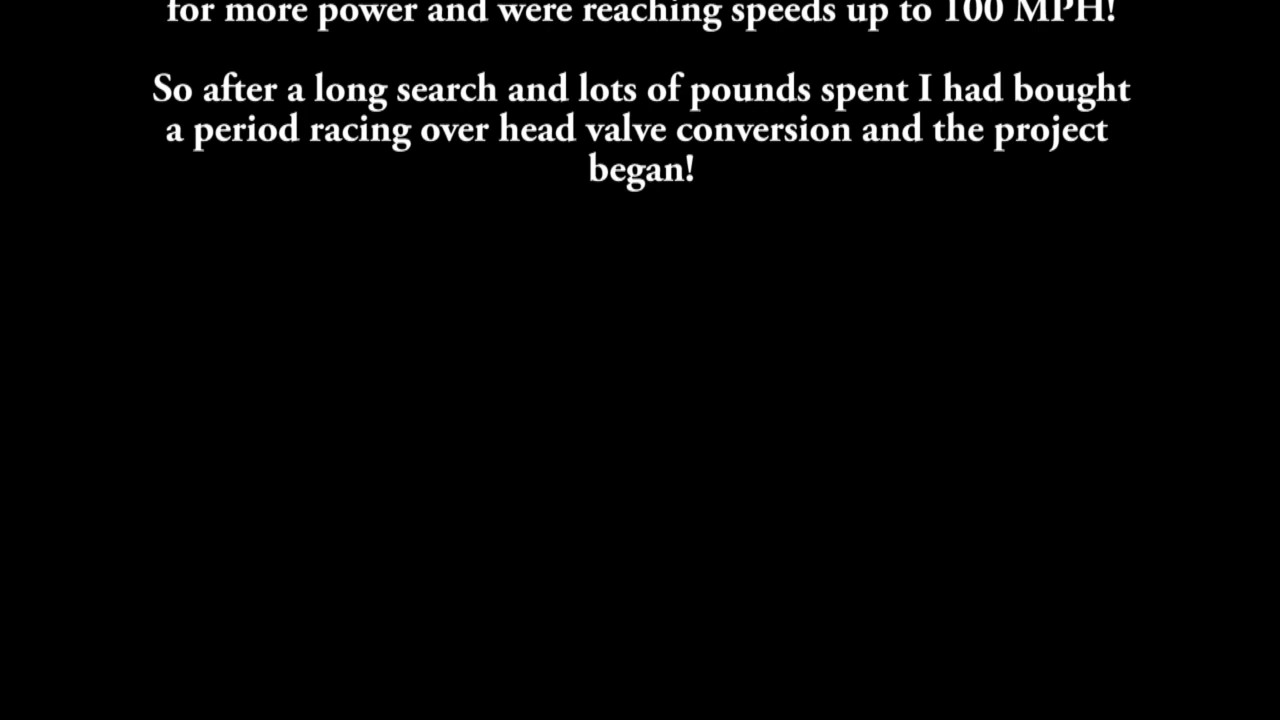 for more power and were reaching speeds up to 100 MPH!
So after a long search and lots of pounds spent I had bought
a period racing over head valve conversion and the project
began!